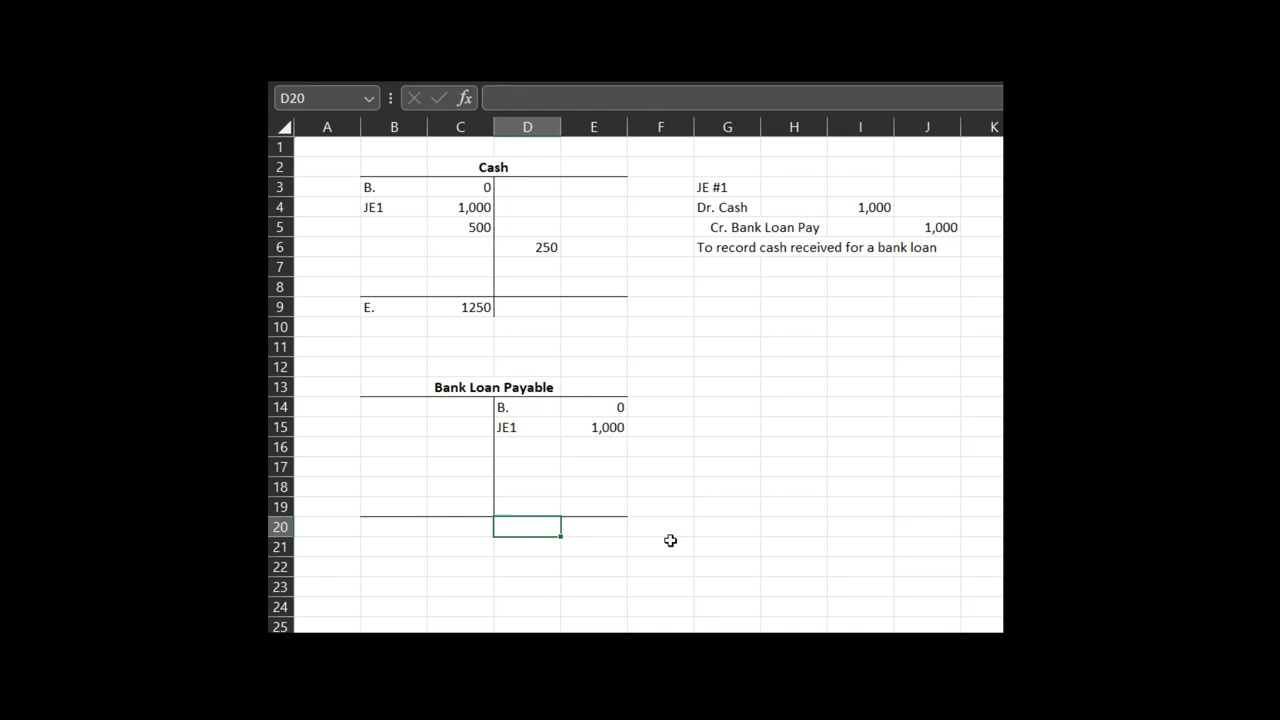 D20
fx
A B C D E F G H I J K
1
2 Cash
3 B. 0 JE #1
4 JE1 1,000 Dr. Cash 1,000
5 500 Cr. Bank Loan Pay 1,000
6 250 To record cash received for a bank loan
7
8
9 E. 1250
10
11
12
13 Bank Loan Payable
14 B. 0
15 JE1 1,000
16
17
18
19
20
21
22
23
24
25